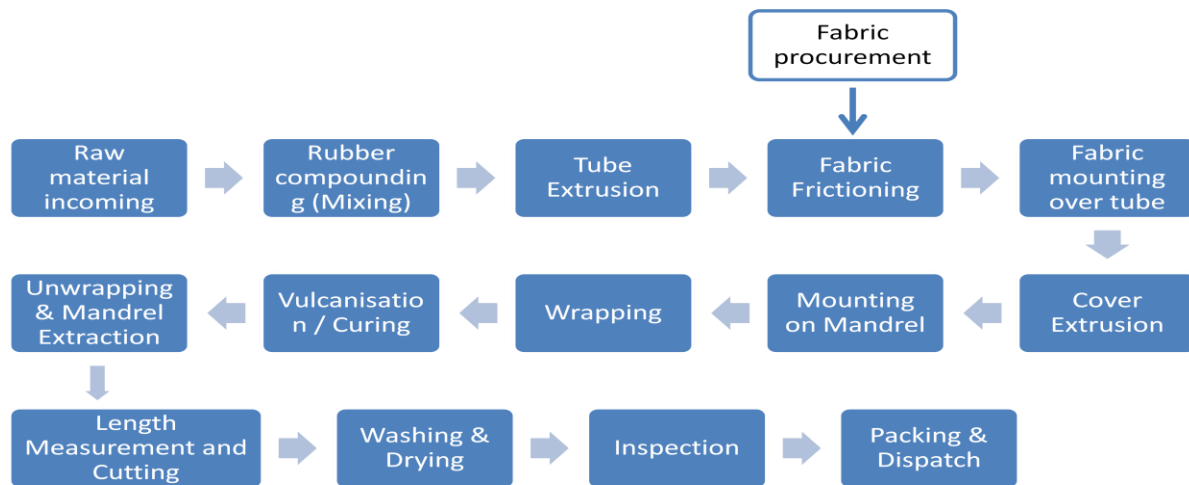 Fabric
procurement
Raw
material
incoming
Rubber
compoundin
g (Mixing)
Tube
Extrusion
Fabric
Frictioning
Fabric
mounting
over tube
Cover
Extrusion
Mounting
on Mandrel
Wrapping
Vulcanisatio
n / Curing
Unwrapping
& Mandrel
Extraction
Length
Measurement and
Cutting
Washing &
Drying
Inspection
Packing &
Dispatch